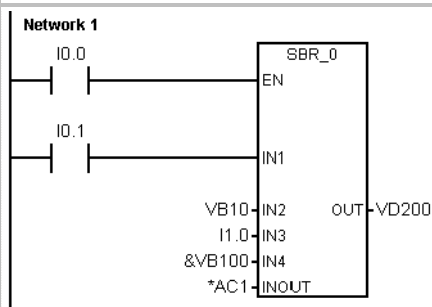 Network 1
I0.0
SBR_0
EN
I0.1
IN1
VB10 IN2 OUT VD200
I1.0 IN3
&VB100 IN4
*AC1 INOUT